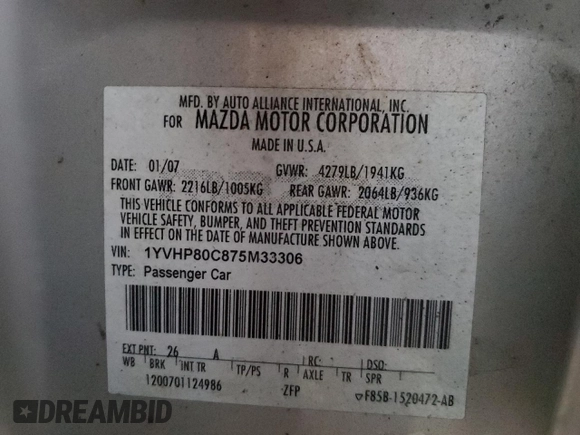 MFD. BY AUTO ALLIANCE INTERNATIONAL, INC.
FOR MAZDA MOTOR CORPORATION
MADE IN U.S.A.
DATE: 01/07 GVWR: 4279LB/1941KG
FRONT GAWR: 2216LB/1005KG REAR GAWR: 2064LB/936KG
THIS VEHICLE CONFORMS TO ALL APPLICABLE FEDERAL MOTOR
VEHICLE SAFETY, BUMPER, AND THEFT PREVENTION STANDARDS
IN EFFECT ON THE DATE OF MANUFACTURE SHOWN ABOVE.
VIN: 1YVHP80C875M33306
TYPE: Passenger Car
EXT PNT: 26 A RC: DSO:
WB BRK INT TR TP/PS R AXLE TR SPR
1200701124986 ZFP F85B-1520472-AB
DREAMBID